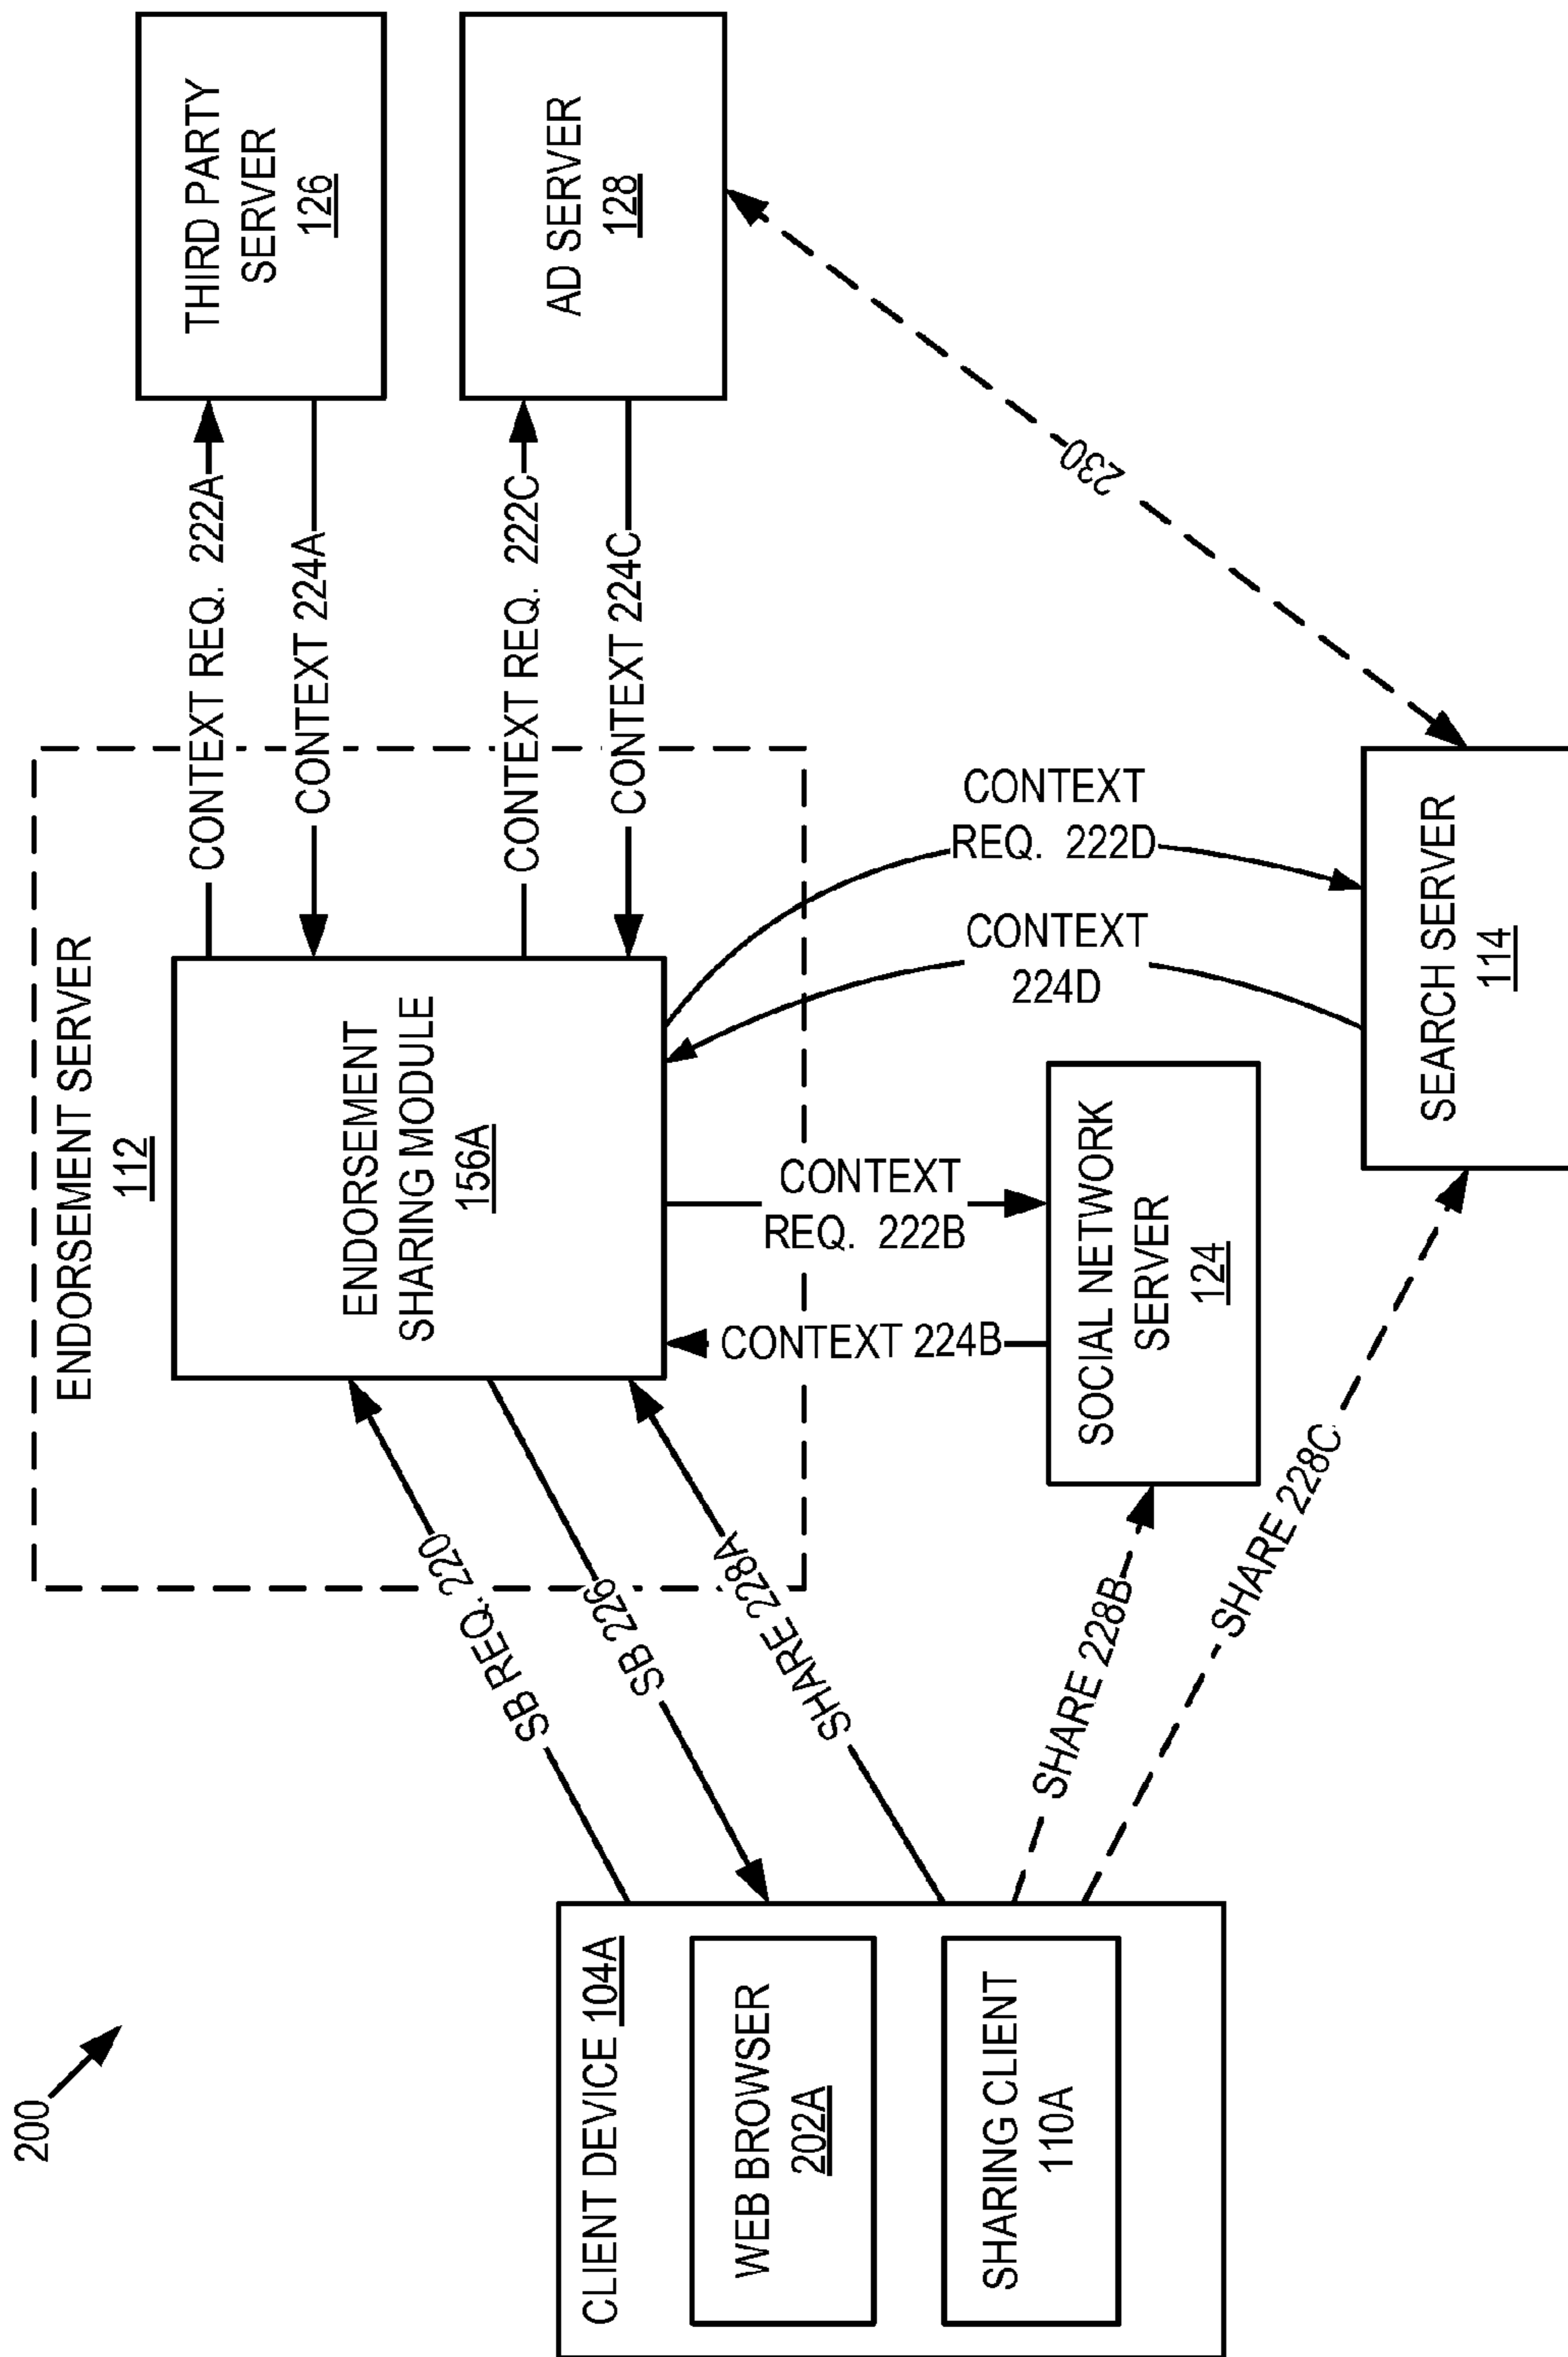 200
CLIENT DEVICE 104A
WEB BROWSER
202A
SHARING CLIENT
110A
SB REQ. 220
SB 226
SHARE 228A
SHARE 228B
SHARE 228C
ENDORSEMENT SERVER
112
ENDORSEMENT
SHARING MODULE
156A
CONTEXT 224B
CONTEXT
REQ. 222B
SOCIAL NETWORK
SERVER
124
CONTEXT
224D
CONTEXT
REQ. 222D
SEARCH SERVER
114
CONTEXT REQ. 222A
CONTEXT 224A
CONTEXT REQ. 222C
CONTEXT 224C
THIRD PARTY
SERVER
126
AD SERVER
128
230